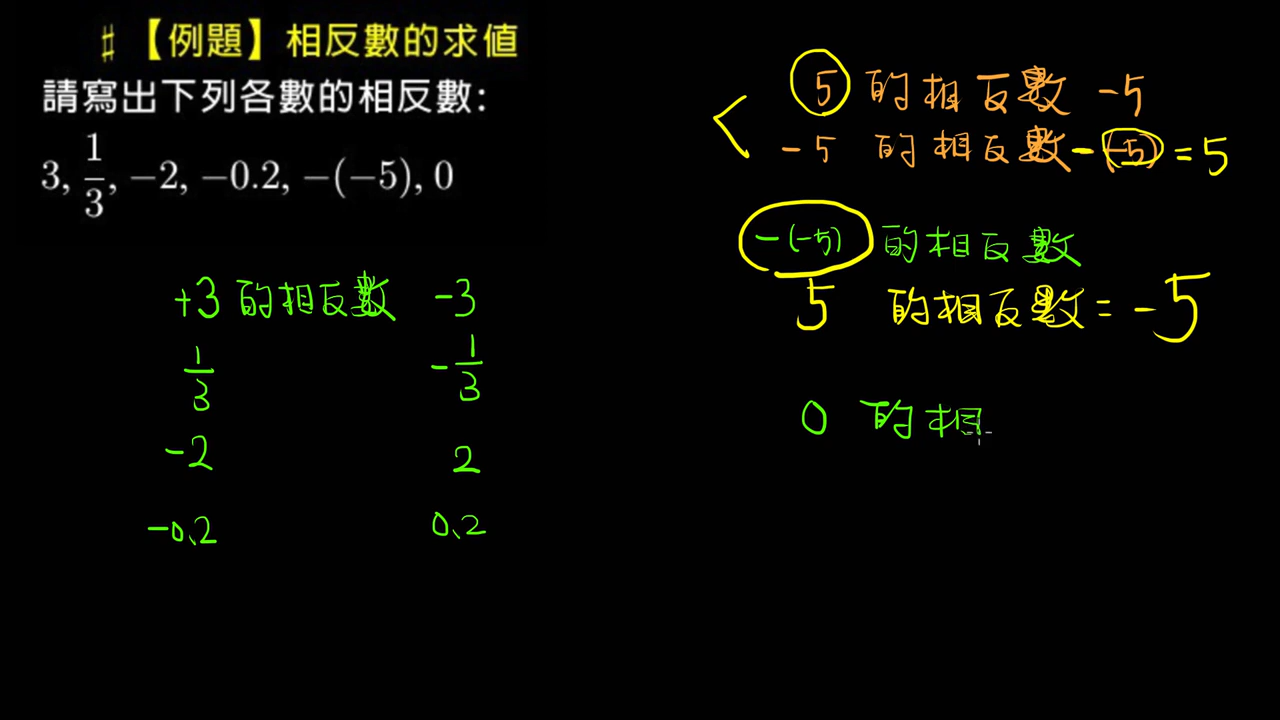 ♯【例題】相反數的求値
請寫出下列各數的相反數:
3, 1/3, −2, −0.2, −(−5), 0
+3 的相反數 -3
1/3 -1/3
-2 2
-0.2 0.2
5 的相反數 -5
-5 的相反數 -(-5) = 5
-(-5) 的相反數
5 的相反數 = -5
0 的相